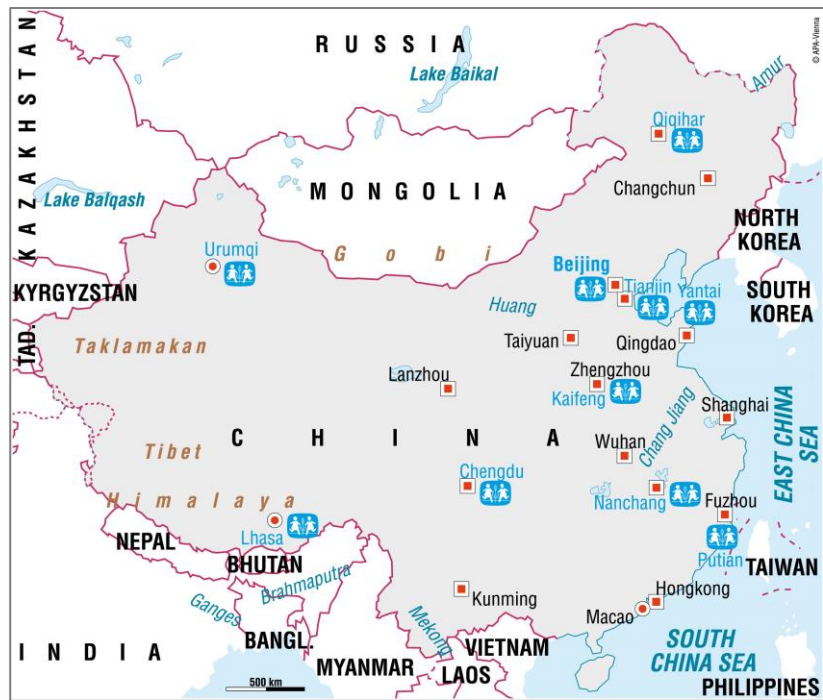 © APA-Vienna
KAZAKHSTAN
RUSSIA
Lake Baikal
Amur
Qiqihar
Changchun
MONGOLIA
Lake Balqash
NORTH
KOREA
Gobi
Urumqi
Beijing
Tianjin
Yantai
KYRGYZSTAN
SOUTH
KOREA
Huang
TAD.
Taklamakan
Taiyuan
Qingdao
Lanzhou
Zhengzhou
Kaifeng
Shanghai
Chang Jiang
EAST CHINA
SEA
CHINA
Tibet
Wuhan
Chengdu
Himalaya
Nanchang
Fuzhou
Lhasa
NEPAL
BHUTAN
Putian
TAIWAN
Brahmaputra
Ganges
Kunming
Hongkong
Macao
Mekong
BANGL.
VIETNAM
INDIA
MYANMAR
LAOS
SOUTH
CHINA SEA
500 km
PHILIPPINES